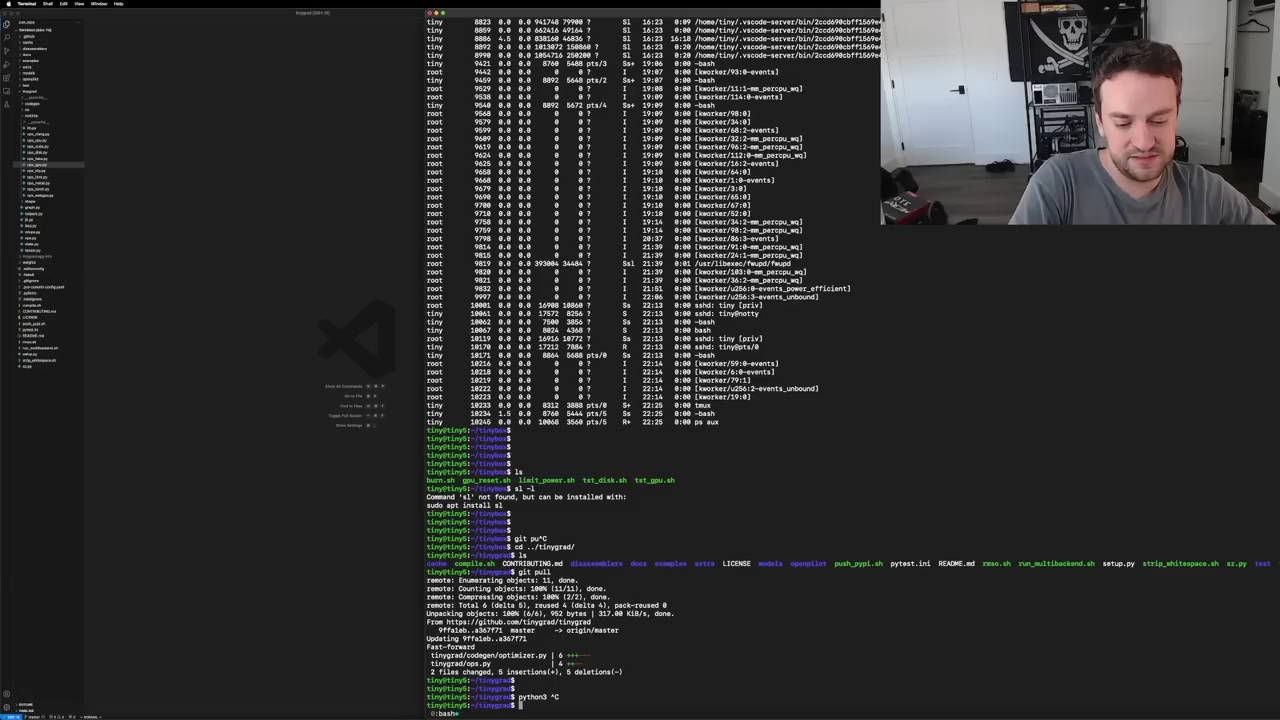 Terminal Shell Edit View Window Help
tiny 8823 0.0 0.0 941748 79900 ? Sl 16:23 0:09 /home/tiny/.vscode-server/bin/2ccd690cbff1569e4
tiny 8859 0.0 0.0 662416 49164 ? Sl 16:23 0:00 /home/tiny/.vscode-server/bin/2ccd690cbff1569e4
tiny 8886 4.5 0.0 838160 46836 ? Sl 16:23 16:18 /home/tiny/.vscode-server/bin/2ccd690cbff1569e4
tiny 8892 0.0 0.0 1013072 150860 ? Sl 16:23 0:20 /home/tiny/.vscode-server/bin/2ccd690cbff1569e4
tiny 8990 0.0 0.0 1054716 250200 ? Sl 16:23 0:20 /home/tiny/.vscode-server/bin/2ccd690cbff1569e4
tiny 9421 0.0 0.0 8760 5488 pts/3 Ss+ 19:06 0:00 -bash
root 9442 0.0 0.0 0 0 ? I 19:07 0:00 [kworker/93:0-events]
tiny 9459 0.0 0.0 8892 5648 pts/2 Ss+ 19:07 0:00 -bash
root 9508 0.0 0.0 0 0 ? I 19:08 0:00 [kworker/11:1-mm_percpu_wq]
root 9538 0.0 0.0 0 0 ? I 19:09 0:00 [kworker/114:0-events]
tiny 9540 0.0 0.0 8892 5672 pts/4 Ss+ 19:09 0:00 -bash
root 9568 0.0 0.0 0 0 ? I 19:09 0:00 [kworker/98:0]
root 9579 0.0 0.0 0 0 ? I 19:09 0:00 [kworker/34:0]
root 9599 0.0 0.0 0 0 ? I 19:09 0:00 [kworker/68:2-events]
root 9609 0.0 0.0 0 0 ? I 19:09 0:00 [kworker/32:2-mm_percpu_wq]
root 9619 0.0 0.0 0 0 ? I 19:09 0:00 [kworker/96:2-mm_percpu_wq]
root 9624 0.0 0.0 0 0 ? I 19:09 0:00 [kworker/112:0-mm_percpu_wq]
root 9625 0.0 0.0 0 0 ? I 19:09 0:00 [kworker/16:2-events]
root 9658 0.0 0.0 0 0 ? I 19:10 0:00 [kworker/64:0]
root 9671 0.0 0.0 0 0 ? I 19:10 0:00 [kworker/1:0-events]
root 9679 0.0 0.0 0 0 ? I 19:10 0:00 [kworker/3:0]
root 9690 0.0 0.0 0 0 ? I 19:10 0:00 [kworker/65:0]
root 9700 0.0 0.0 0 0 ? I 19:10 0:00 [kworker/67:0]
root 9710 0.0 0.0 0 0 ? I 19:10 0:00 [kworker/52:0]
root 9758 0.0 0.0 0 0 ? I 19:14 0:00 [kworker/34:2-mm_percpu_wq]
root 9759 0.0 0.0 0 0 ? I 19:14 0:00 [kworker/98:2-mm_percpu_wq]
root 9798 0.0 0.0 0 0 ? I 20:37 0:00 [kworker/86:3-events]
root 9814 0.0 0.0 0 0 ? I 21:39 0:00 [kworker/91:0-mm_percpu_wq]
root 9815 0.0 0.0 0 0 ? I 21:39 0:00 [kworker/24:1-mm_percpu_wq]
root 9819 0.0 0.0 393004 34484 ? Ssl 21:39 0:01 /usr/libexec/fwupd/fwupd
root 9820 0.0 0.0 0 0 ? I 21:39 0:00 [kworker/103:0-mm_percpu_wq]
root 9821 0.0 0.0 0 0 ? I 21:39 0:00 [kworker/36:2-mm_percpu_wq]
root 9832 0.0 0.0 0 0 ? I 21:51 0:00 [kworker/u256:0-events_power_efficient]
root 9997 0.0 0.0 0 0 ? I 22:06 0:00 [kworker/u256:3-events_unbound]
root 10001 0.0 0.0 16908 10860 ? Ss 22:13 0:00 sshd: tiny [priv]
tiny 10061 0.0 0.0 17572 8256 ? S 22:13 0:00 sshd: tiny@notty
tiny 10062 0.0 0.0 7500 3856 ? Ss 22:13 0:00 -bash
tiny 10067 0.0 0.0 8024 4368 ? S 22:13 0:00 bash
root 10119 0.0 0.0 16916 10772 ? Ss 22:13 0:00 sshd: tiny [priv]
tiny 10170 0.0 0.0 17212 7884 ? R 22:13 0:00 sshd: tiny@pts/0
tiny 10171 0.0 0.0 8864 5688 pts/0 Ss 22:13 0:00 -bash
root 10216 0.0 0.0 0 0 ? I 22:14 0:00 [kworker/59:0-events]
root 10218 0.0 0.0 0 0 ? I 22:14 0:00 [kworker/6:0-events]
root 10219 0.0 0.0 0 0 ? I 22:14 0:00 [kworker/79:1]
root 10222 0.0 0.0 0 0 ? I 22:14 0:00 [kworker/u256:2-events_unbound]
root 10223 0.0 0.0 0 0 ? I 22:14 0:00 [kworker/19:0]
tiny 10233 0.0 0.0 8312 3888 pts/0 S+ 22:25 0:00 tmux
tiny 10234 1.5 0.0 8760 5444 pts/5 Ss 22:25 0:00 -bash
tiny 10245 0.0 0.0 10068 3560 pts/5 R+ 22:25 0:00 ps aux
tiny@tiny5:~/tinybox$
tiny@tiny5:~/tinybox$
tiny@tiny5:~/tinybox$
tiny@tiny5:~/tinybox$
tiny@tiny5:~/tinybox$
tiny@tiny5:~/tinybox$ ls
burn.sh gpu_reset.sh limit_power.sh tst_disk.sh tst_gpu.sh
tiny@tiny5:~/tinybox$ sl -l
Command 'sl' not found, but can be installed with:
sudo apt install sl
tiny@tiny5:~/tinybox$
tiny@tiny5:~/tinybox$
tiny@tiny5:~/tinybox$
tiny@tiny5:~/tinybox$ git pu^C
tiny@tiny5:~/tinybox$ cd ../tinygrad/
tiny@tiny5:~/tinygrad$ ls
cache compile.sh CONTRIBUTING.md disassemblers docs examples extra LICENSE models openpilot push_pypi.sh pytest.ini README.md rmso.sh run_multibackend.sh setup.py strip_whitespace.sh sz.py test
tiny@tiny5:~/tinygrad$ git pull
remote: Enumerating objects: 11, done.
remote: Counting objects: 100% (11/11), done.
remote: Compressing objects: 100% (2/2), done.
remote: Total 6 (delta 5), reused 4 (delta 4), pack-reused 0
Unpacking objects: 100% (6/6), 952 bytes | 317.00 KiB/s, done.
From https://github.com/tinygrad/tinygrad
9ffa1eb..a367f71 master -> origin/master
Updating 9ffa1eb..a367f71
Fast-forward
tinygrad/codegen/optimizer.py | 6 +++---
tinygrad/ops.py | 4 ++--
2 files changed, 5 insertions(+), 5 deletions(-)
tiny@tiny5:~/tinygrad$
tiny@tiny5:~/tinygrad$
tiny@tiny5:~/tinygrad$ python3 ^C
tiny@tiny5:~/tinygrad$
0:bash*
Show All Commands
Go to File
Find in Files
Toggle Full Screen
Show Settings